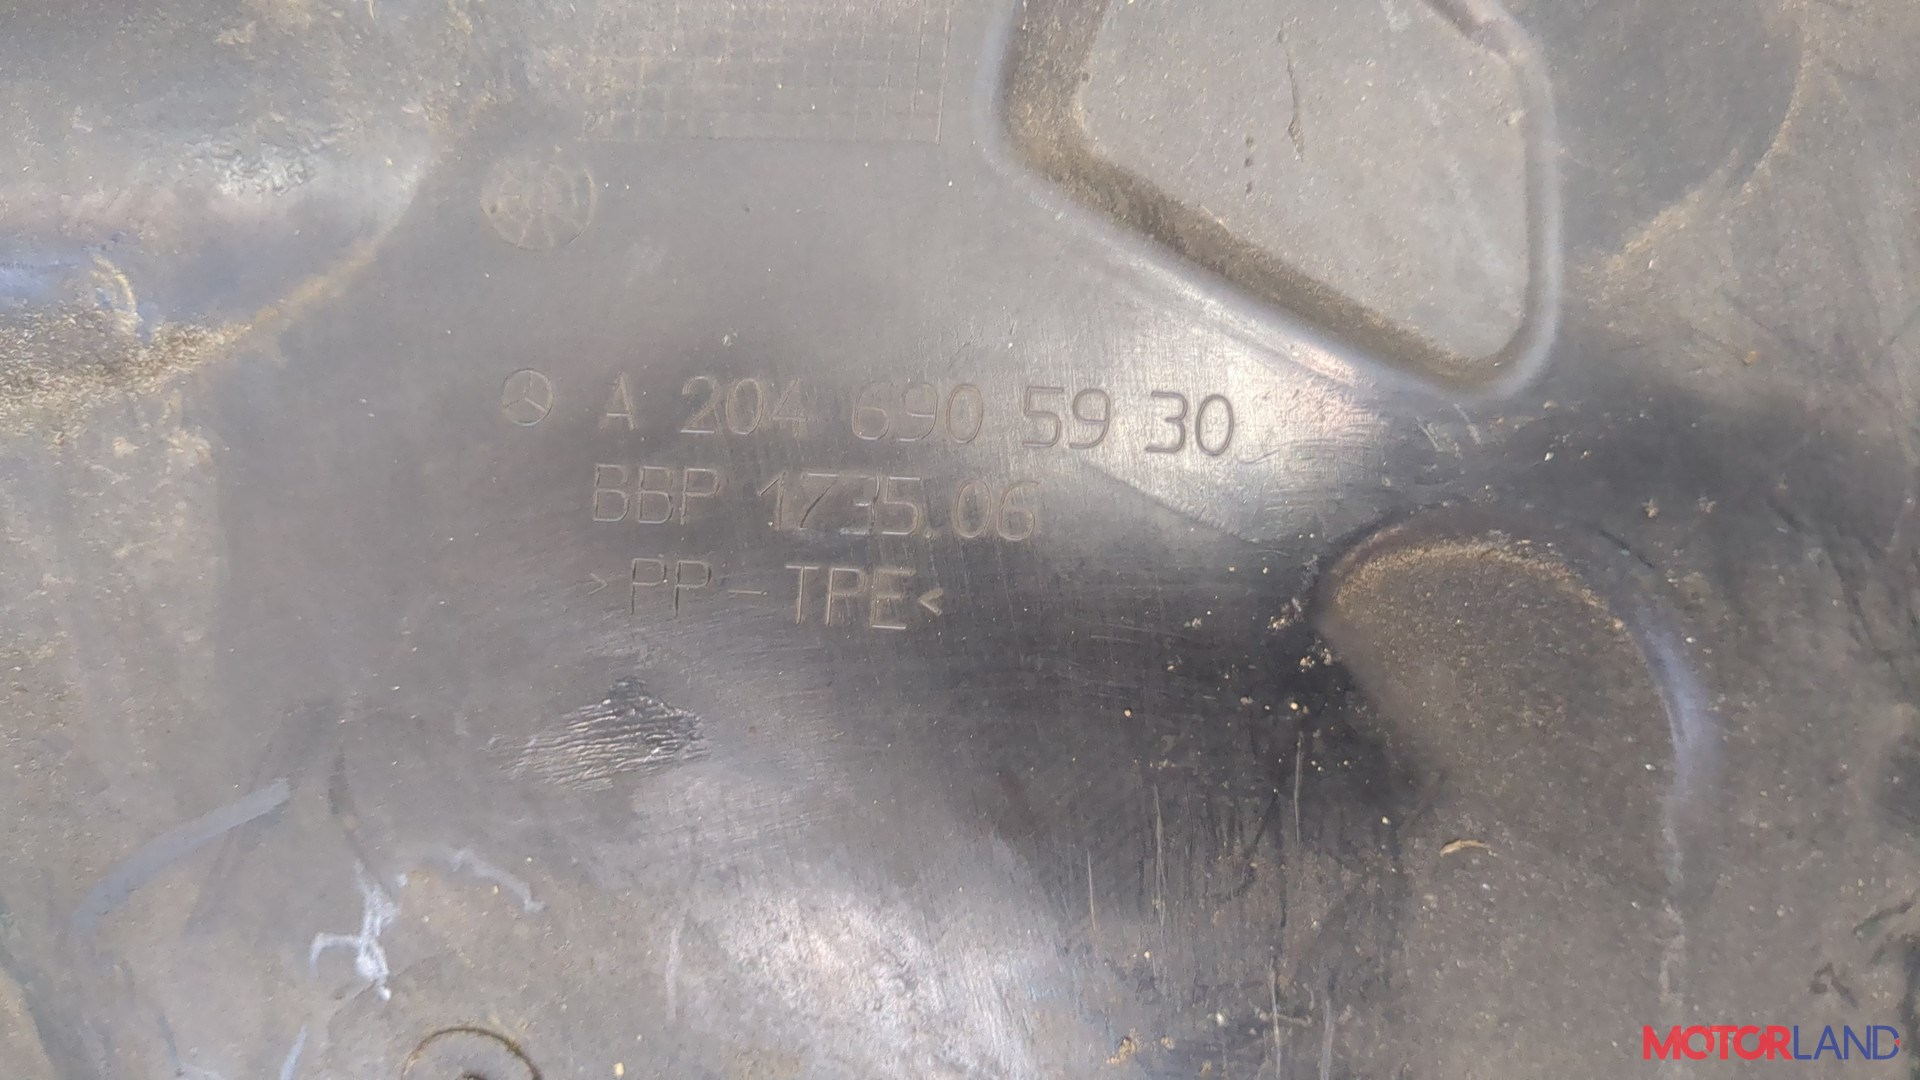 A 204 690 59 30
BBP 1735.06
>PP-TPE<
MOTORLAND